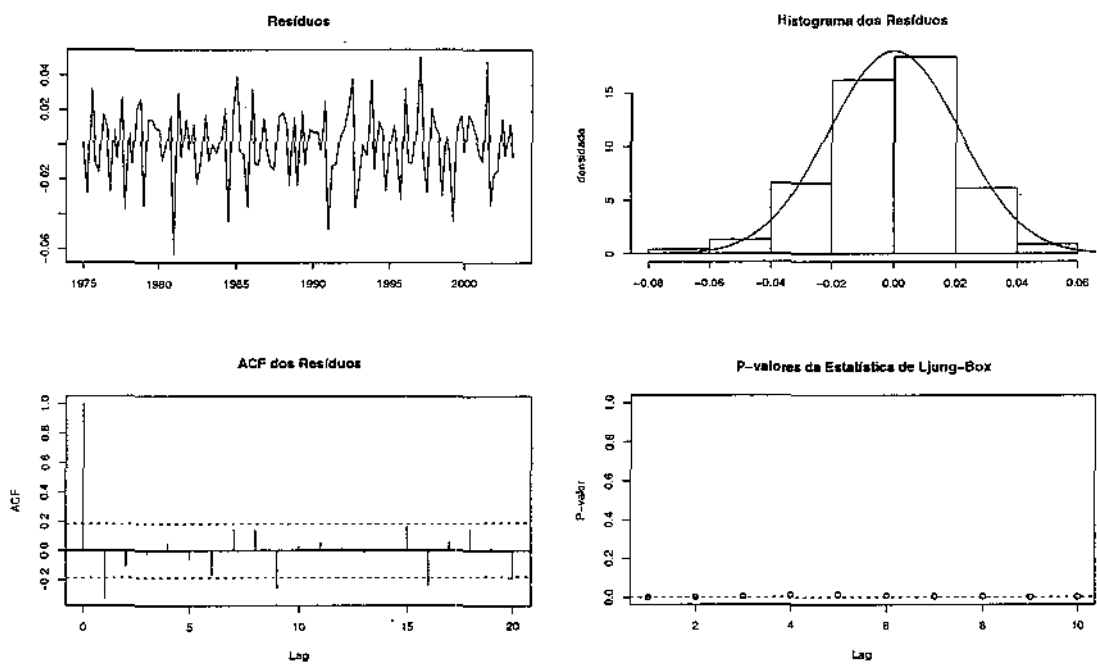 Resíduos
0.04
0.02
-0.02
-0.06
1975 1980 1985 1990 1995 2000
Histograma dos Resíduos
densidade
15
10
5
0
-0.08 -0.06 -0.04 -0.02 0.00 0.02 0.04 0.06
ACF dos Resíduos
ACF
1.0
0.8
0.6
0.4
0.2
0.0
-0.2
0 5 10 15 20
Lag
P-valores da Estatística de Ljung-Box
P-valor
1.0
0.8
0.6
0.4
0.2
0.0
2 4 6 8 10
Lag